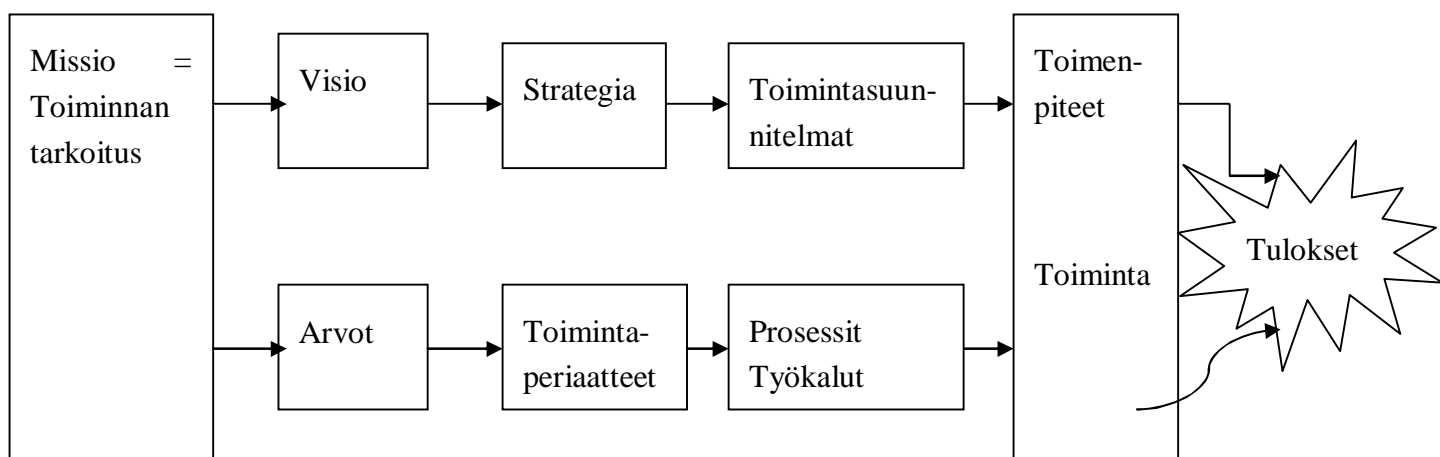 Missio =
Toiminnan
tarkoitus
Visio
Strategia
Toimintasuun-
nitelmat
Toimen-
piteet
Arvot
Toiminta-
periaatteet
Prosessit
Työkalut
Toiminta
Tulokset